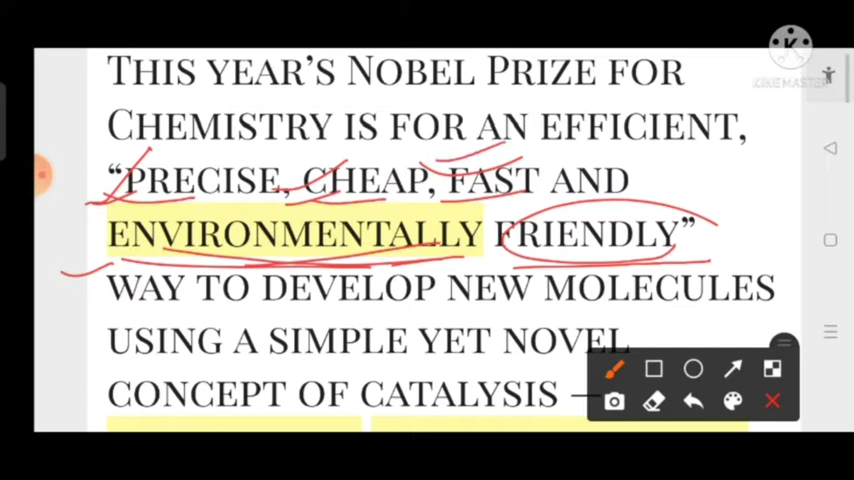 KINEMASTER
THIS YEAR'S NOBEL PRIZE FOR
CHEMISTRY IS FOR AN EFFICIENT,
“PRECISE, CHEAP, FAST AND
ENVIRONMENTALLY FRIENDLY”
WAY TO DEVELOP NEW MOLECULES
USING A SIMPLE YET NOVEL
CONCEPT OF CATALYSIS —